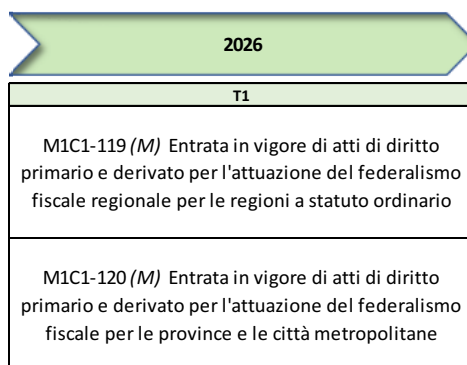 2026
T1
M1C1-119 (M) Entrata in vigore di atti di diritto
primario e derivato per l'attuazione del federalismo
fiscale regionale per le regioni a statuto ordinario
M1C1-120 (M) Entrata in vigore di atti di diritto
primario e derivato per l'attuazione del federalismo
fiscale per le province e le città metropolitane